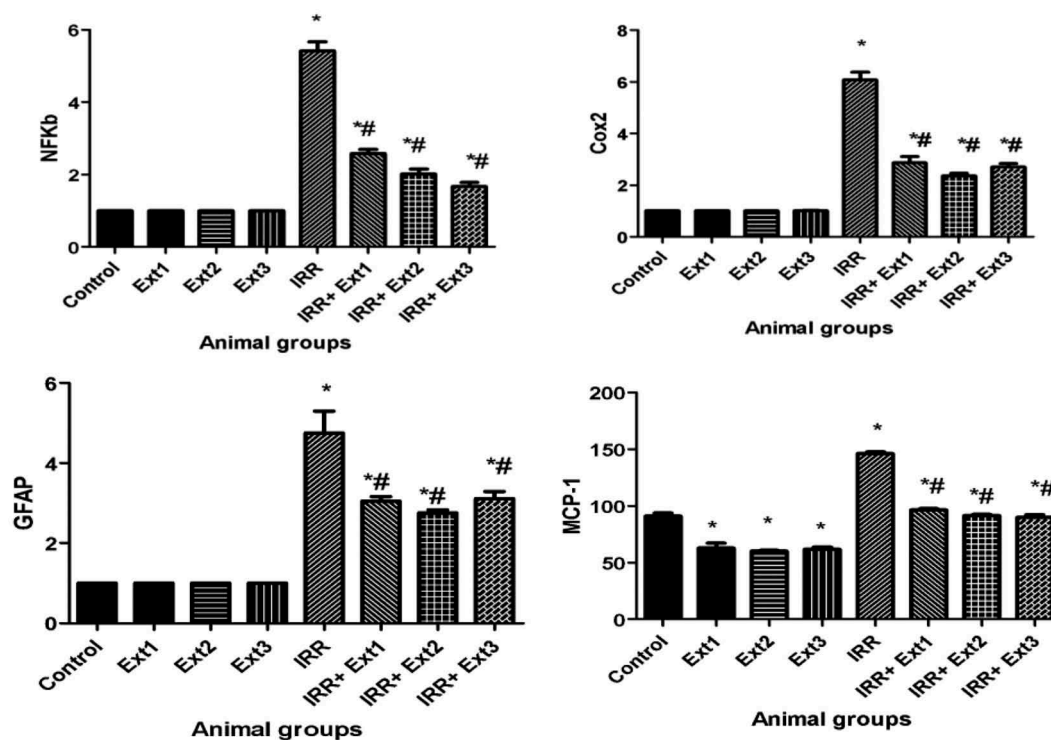 NFKb
6
4
2
0
*
*#
*#
*#
Control
Ext1
Ext2
Ext3
IRR
IRR+ Ext1
IRR+ Ext2
IRR+ Ext3
Animal groups
Cox2
8
6
4
2
0
*
*#
*#
*#
Control
Ext1
Ext2
Ext3
IRR
IRR+ Ext1
IRR+ Ext2
IRR+ Ext3
Animal groups
GFAP
6
4
2
0
*
*#
*#
*#
Control
Ext1
Ext2
Ext3
IRR
IRR+ Ext1
IRR+ Ext2
IRR+ Ext3
Animal groups
MCP-1
200
150
100
50
0
*
*
*
*
*#
*#
*#
Control
Ext1
Ext2
Ext3
IRR
IRR+ Ext1
IRR+ Ext2
IRR+ Ext3
Animal groups